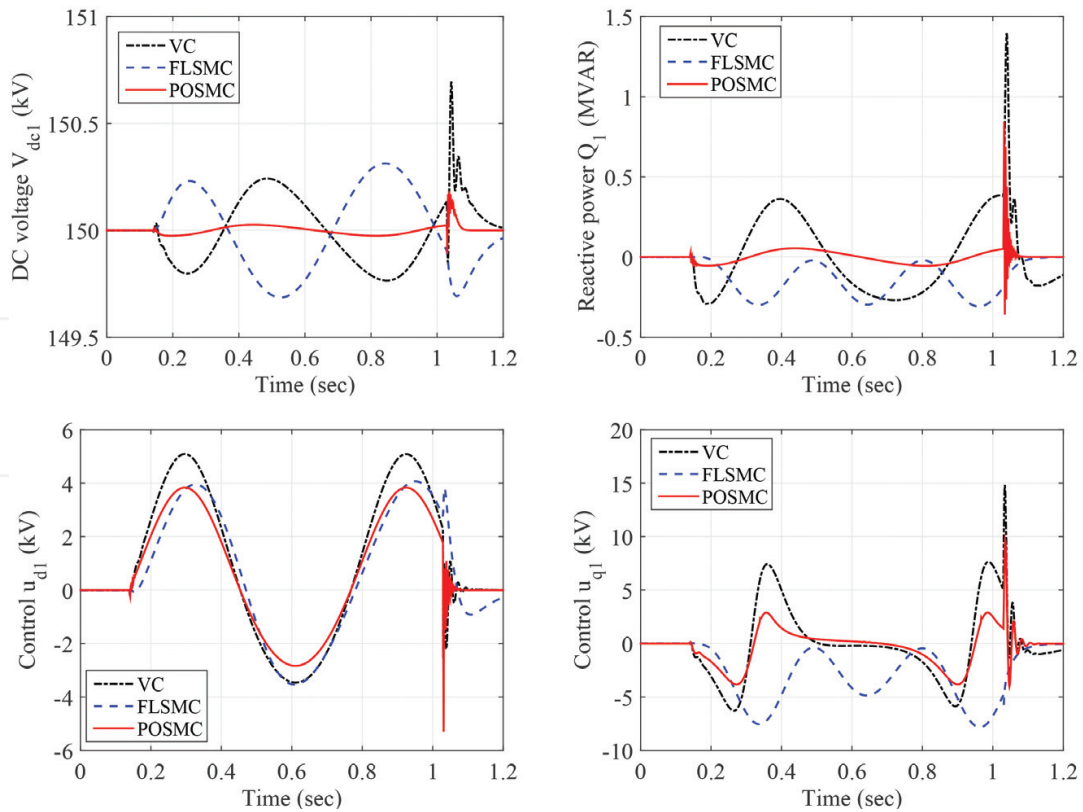 151
150.5
150
149.5
DC voltage V_dc1 (kV)
VC
FLSMC
POSMC
0 0.2 0.4 0.6 0.8 1 1.2
Time (sec)
1.5
1
0.5
0
-0.5
Reactive power Q_1 (MVAR)
VC
FLSMC
POSMC
0 0.2 0.4 0.6 0.8 1 1.2
Time (sec)
6
4
2
0
-2
-4
-6
Control u_d1 (kV)
VC
FLSMC
POSMC
0 0.2 0.4 0.6 0.8 1 1.2
Time (sec)
20
15
10
5
0
-5
-10
Control u_q1 (kV)
VC
FLSMC
POSMC
0 0.2 0.4 0.6 0.8 1 1.2
Time (sec)